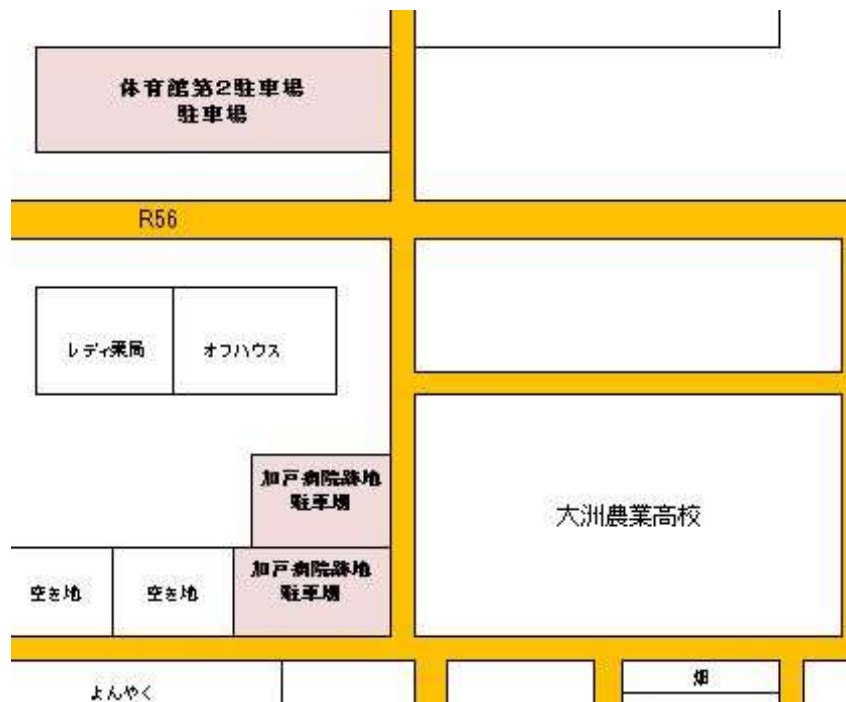 体育館第2駐車場
駐車場
R56
レディ薬局
オフハウス
加戸病院跡地
駐車場
大洲農業高校
空き地
空き地
加戸病院跡地
駐車場
よんやく
畑